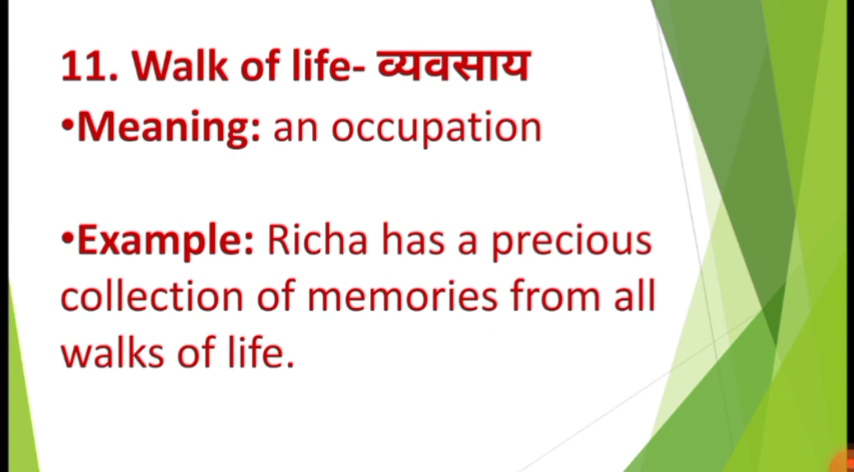 11. Walk of life- व्यवसाय
•Meaning: an occupation
•Example: Richa has a precious
collection of memories from all
walks of life.